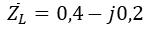 Z̅_L = 0,4 − j0,2